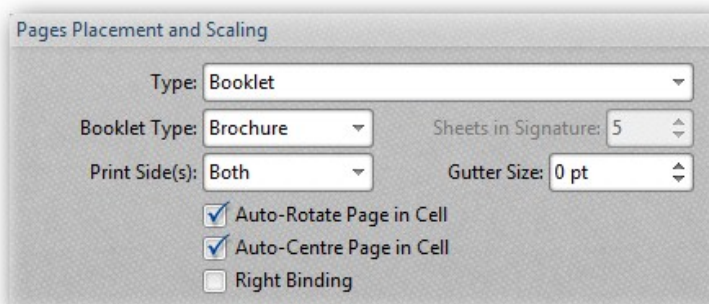 Pages Placement and Scaling
Type: Booklet
Booklet Type: Brochure Sheets in Signature: 5
Print Side(s): Both Gutter Size: 0 pt
Auto-Rotate Page in Cell
Auto-Centre Page in Cell
Right Binding